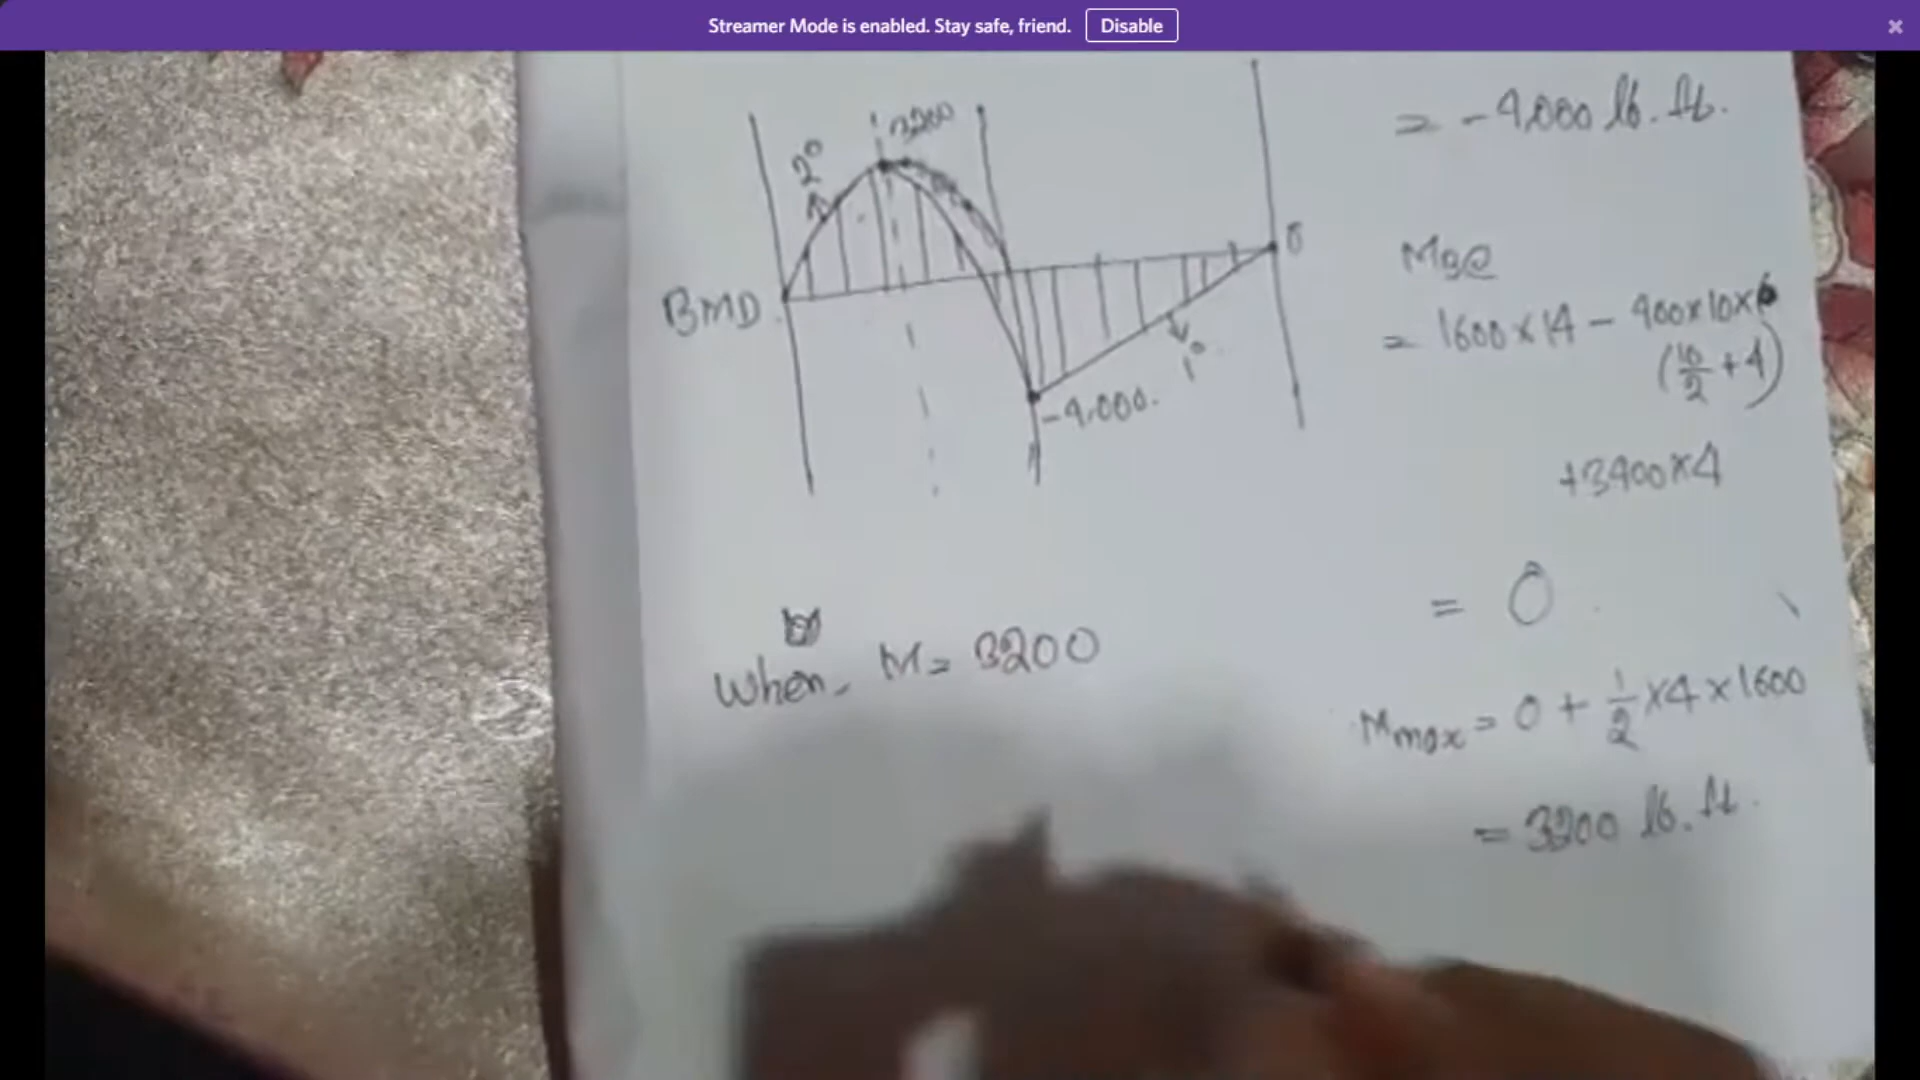 Streamer Mode is enabled. Stay safe, friend. Disable
3200
2°
BMD
0
1°
-4,000.
When, M = 3200
= -4,000 lb.ft.
M@
= 1600×14 - 400×10×
(10/2 + 4)
+3400×4
= 0
Mmax = 0 + 1/2 ×4×1600
= 3200 lb.ft.